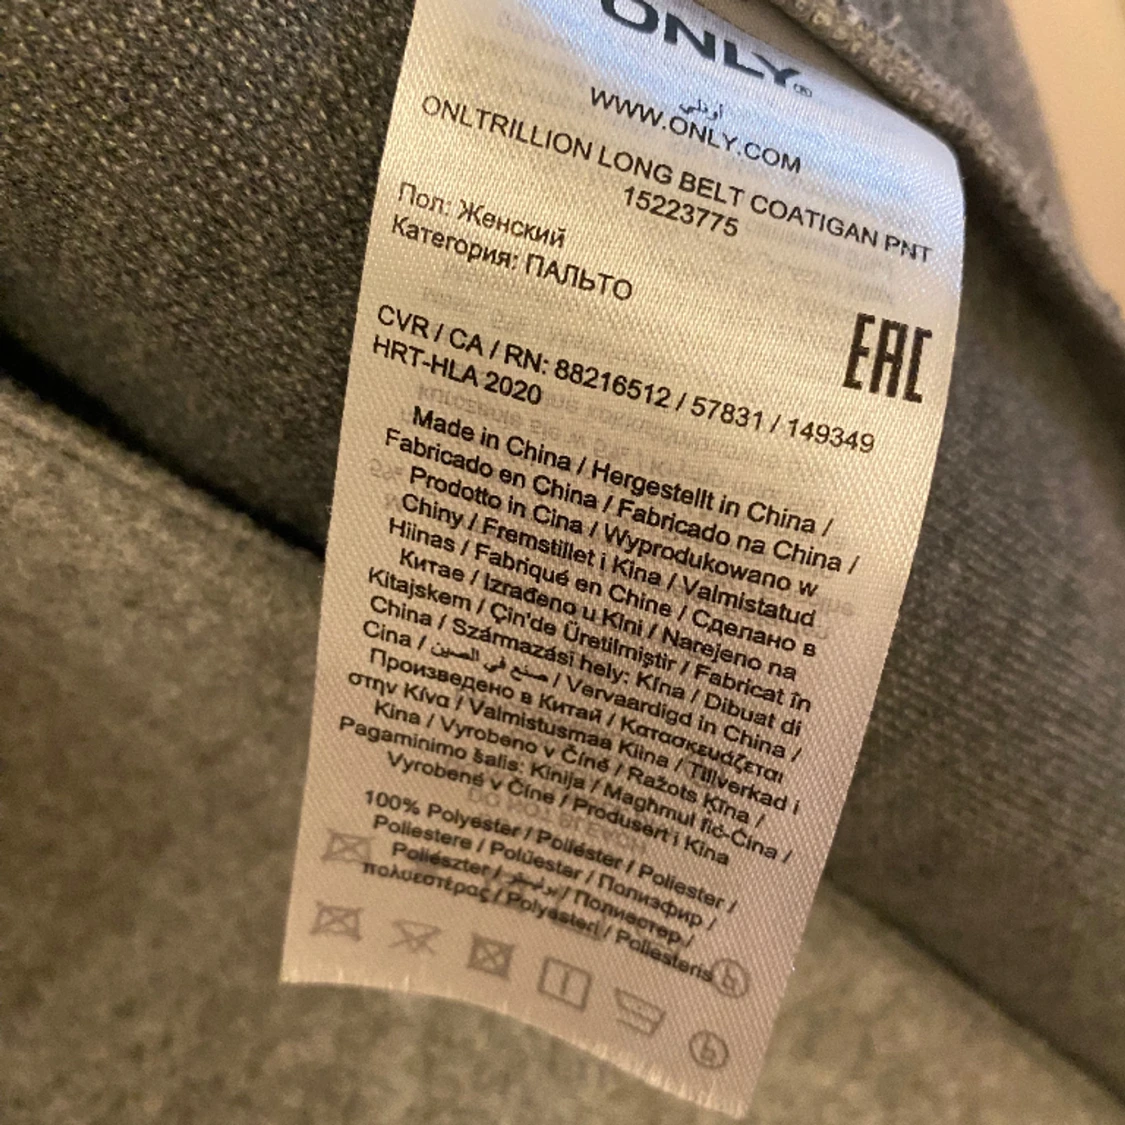 ONLY®
أونلي
WWW.ONLY.COM
ONLTRILLION LONG BELT COATIGAN PNT
15223775
Пол: Женский
Категория: ПАЛЬТО
EAC
CVR / CA / RN: 88216512 / 57831 / 149349
HRT-HLA 2020
Made in China / Hergestellt in China /
Fabricado en China / Fabricado na China /
Prodotto in Cina / Wyprodukowano w
Chiny / Fremstillet i Kina / Valmistatud
Hiinas / Fabriqué en Chine / Сделано в
Китае / Izrađeno u Kini / Narejeno na
Kitajskem / Çin'de Üretilmiştir / Fabricat în
China / Származási hely: Kína / Dibuat di
Cina / صنع في الصين / Vervaardigd in China /
Произведено в Китай / Κατασκευάζεται
στην Κίνα / Valmistusmaa Kiina / Tillverkad i
Kina / Vyrobeno v Číně / Ražots Ķīna /
Pagaminimo šalis: Kinija / Maghmul fiċ-Ċina /
Vyrobené v Číne / Produsert i Kina
100% Polyester / Poliéster / Poliester /
Poliestere / Polüester / Полиэфир /
Poliészter / بوليستر / Полиестер /
πολυεστέρας / Polyesteri / Poliesteris